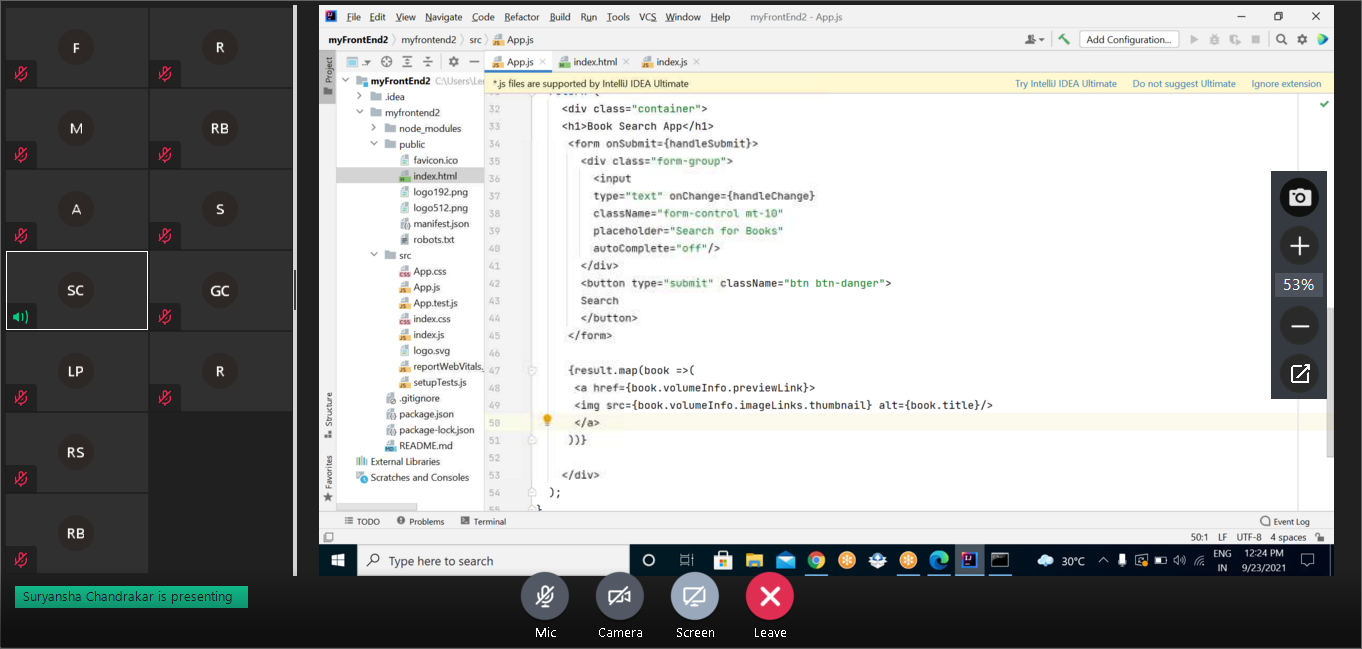 F
R
M
RB
A
S
SC
GC
LP
R
RS
RB
Suryansha Chandrakar is presenting
File Edit View Navigate Code Refactor Build Run Tools VCS Window Help myFrontEnd2 - App.js
myFrontEnd2 myfrontend2 src App.js
Add Configuration...
Project
App.js
index.html
index.js
*.js files are supported by IntelliJ IDEA Ultimate
Try IntelliJ IDEA Ultimate
Do not suggest Ultimate
Ignore extension
myFrontEnd2 C:\Users\Le
.idea
myfrontend2
node_modules
public
favicon.ico
index.html
logo192.png
logo512.png
manifest.json
robots.txt
src
App.css
App.js
App.test.js
index.css
index.js
logo.svg
reportWebVitals.
setupTests.js
.gitignore
package.json
package-lock.json
README.md
External Libraries
Scratches and Consoles
Structure
Favorites
32 <div class="container">
33 <h1>Book Search App</h1>
34 <form onSubmit={handleSubmit}>
35 <div class="form-group">
36 <input
37 type="text" onChange={handleChange}
38 className="form-control mt-10"
39 placeholder="Search for Books"
40 autoComplete="off"/>
41 </div>
42 <button type="submit" className="btn btn-danger">
43 Search
44 </button>
45 </form>
46
47 {result.map(book =>(
48 <a href={book.volumeInfo.previewLink}>
49 <img src={book.volumeInfo.imageLinks.thumbnail} alt={book.title}/>
50 </a>
51 ))}
52
53 </div>
54 );
55 }
TODO
Problems
Terminal
Event Log
50:1 LF UTF-8 4 spaces
Type here to search
30°C
ENG
IN
12:24 PM
9/23/2021
53%
Mic
Camera
Screen
Leave